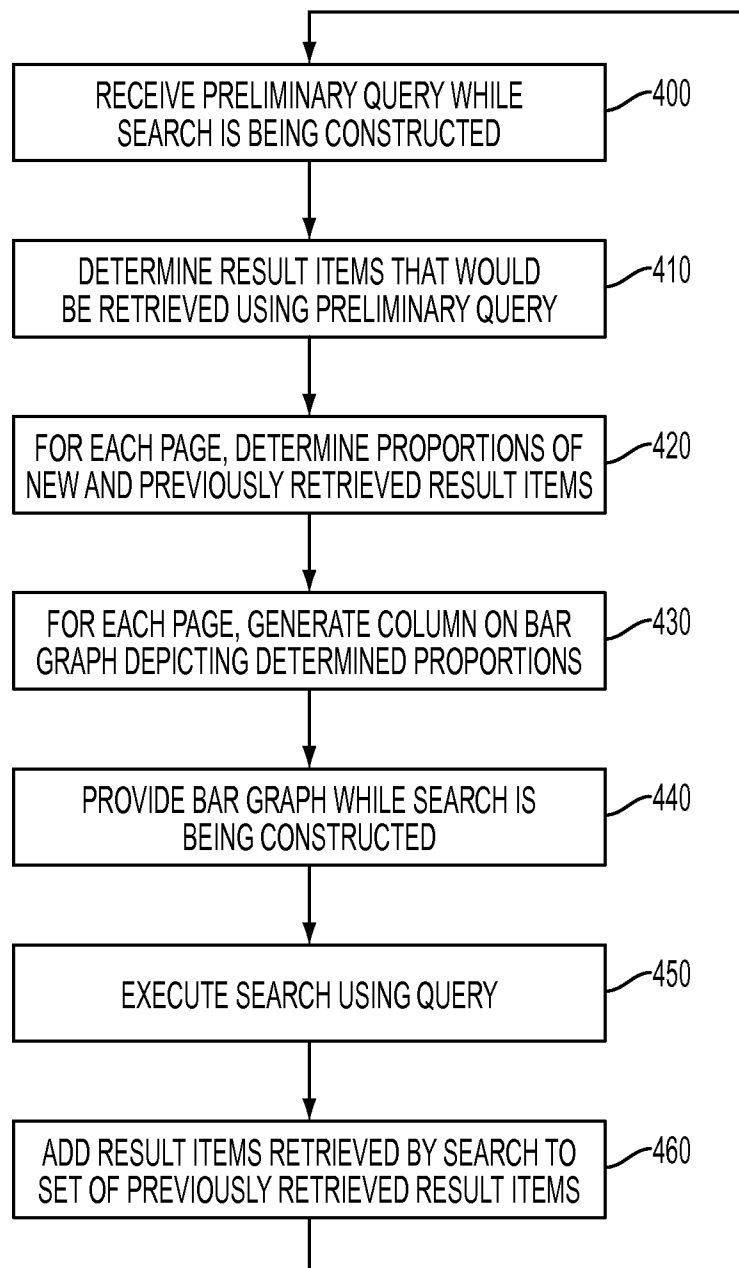 RECEIVE PRELIMINARY QUERY WHILE
SEARCH IS BEING CONSTRUCTED
400
DETERMINE RESULT ITEMS THAT WOULD
BE RETRIEVED USING PRELIMINARY QUERY
410
FOR EACH PAGE, DETERMINE PROPORTIONS OF
NEW AND PREVIOUSLY RETRIEVED RESULT ITEMS
420
FOR EACH PAGE, GENERATE COLUMN ON BAR
GRAPH DEPICTING DETERMINED PROPORTIONS
430
PROVIDE BAR GRAPH WHILE SEARCH IS
BEING CONSTRUCTED
440
EXECUTE SEARCH USING QUERY
450
ADD RESULT ITEMS RETRIEVED BY SEARCH TO
SET OF PREVIOUSLY RETRIEVED RESULT ITEMS
460